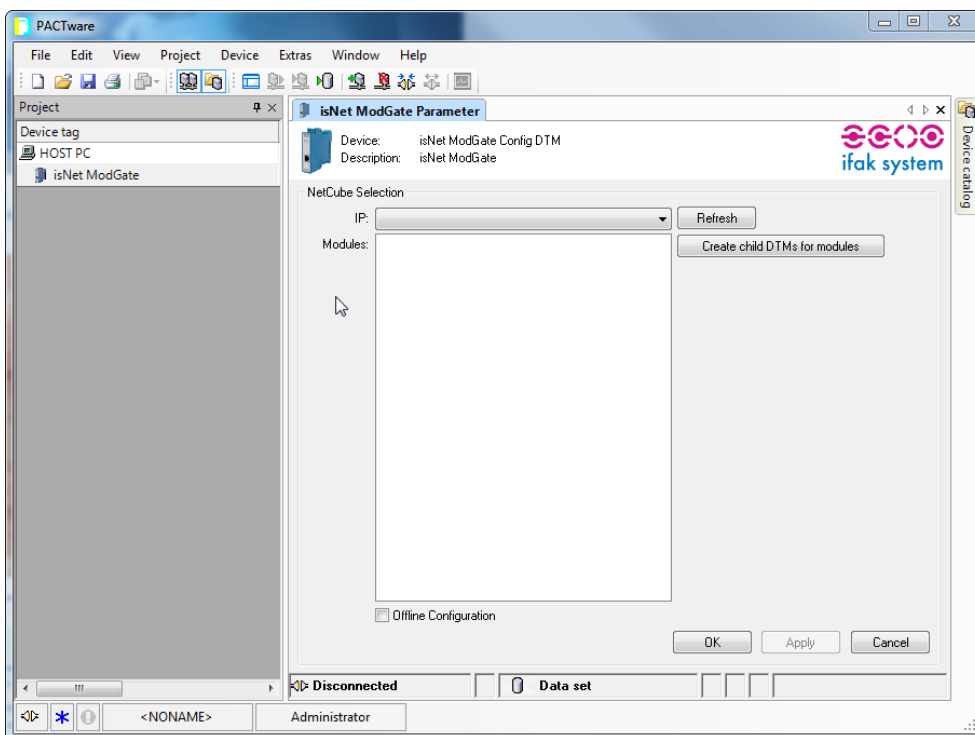 PACTware
File Edit View Project Device Extras Window Help
Project
Device tag
HOST PC
isNet ModGate
isNet ModGate Parameter
Device: isNet ModGate Config DTM
Description: isNet ModGate
ifak system
NetCube Selection
IP:
Refresh
Modules:
Create child DTMs for modules
Offline Configuration
OK
Apply
Cancel
Disconnected
Data set
<NONAME>
Administrator
Device catalog